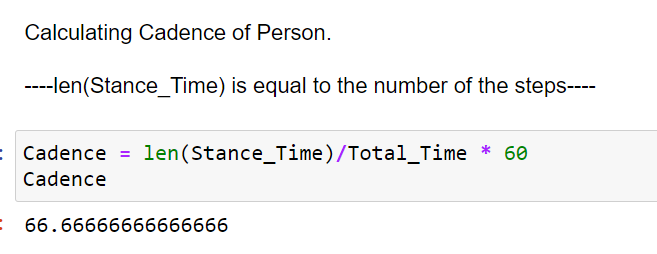 Calculating Cadence of Person.
----len(Stance_Time) is equal to the number of the steps----
Cadence = len(Stance_Time)/Total_Time * 60
Cadence
66.66666666666666